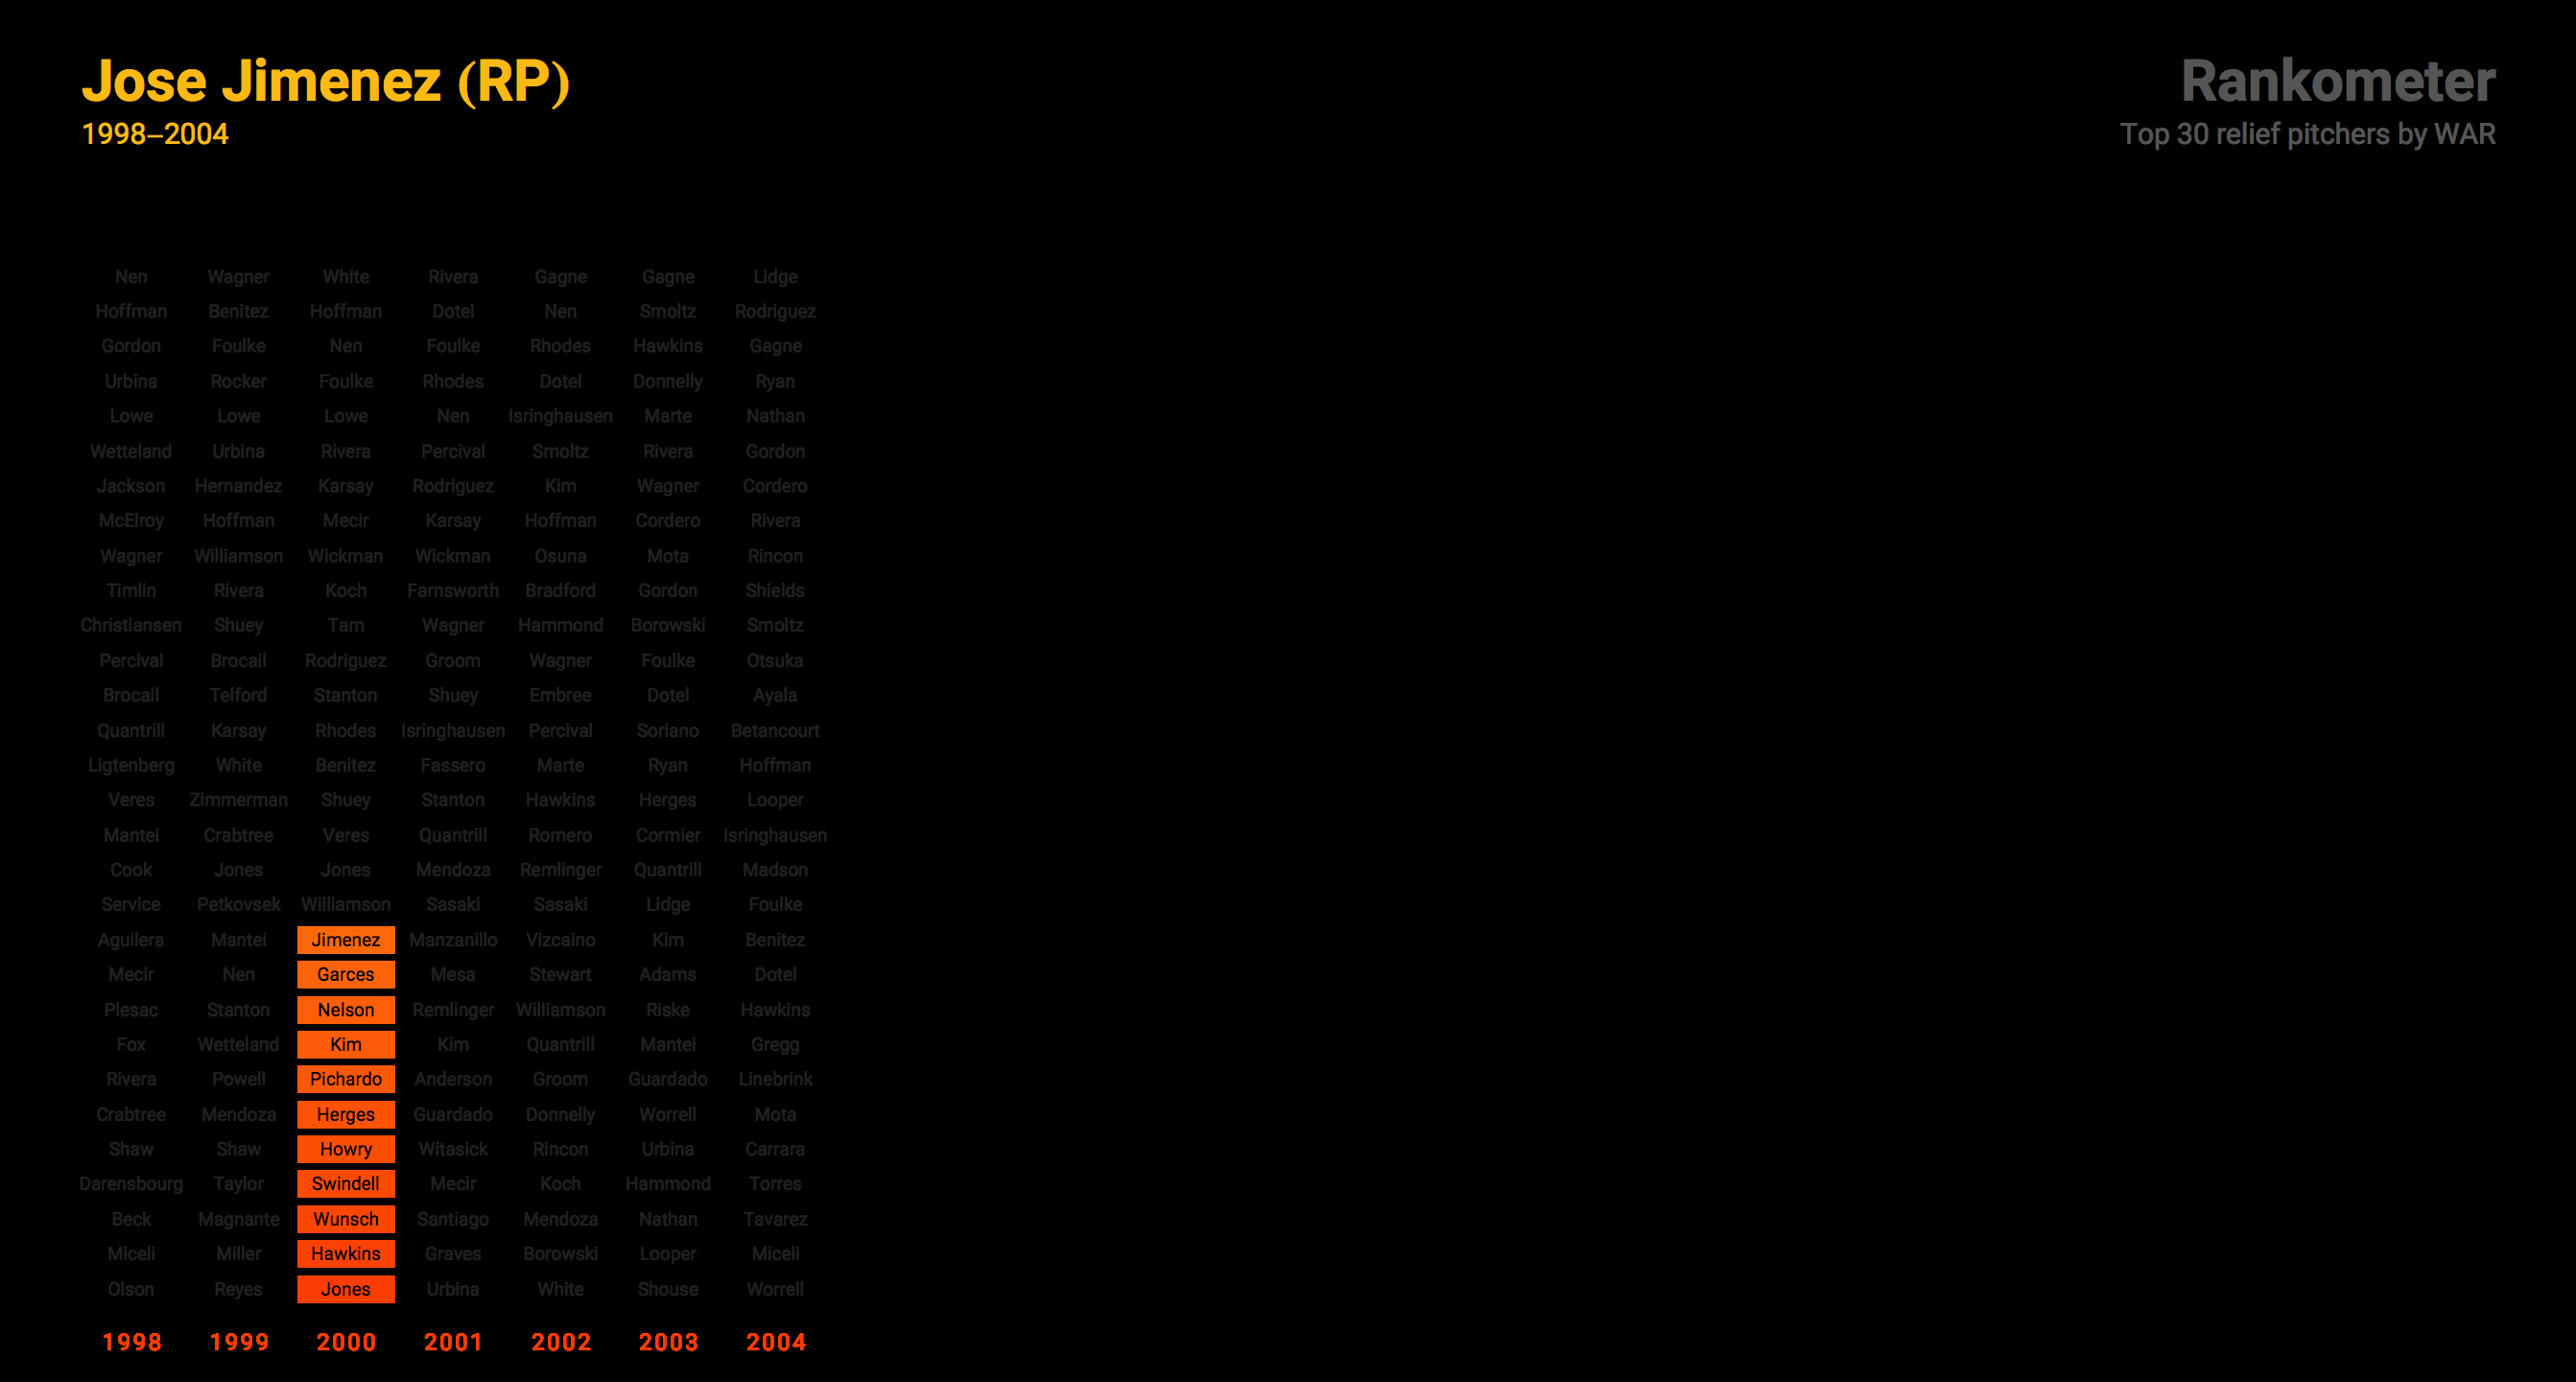 Jose Jimenez (RP)
1998–2004
Rankometer
Top 30 relief pitchers by WAR
Nen Wagner White Rivera Gagne Gagne Lidge
Hoffman Benitez Hoffman Dotel Nen Smoltz Rodriguez
Gordon Foulke Nen Foulke Rhodes Hawkins Gagne
Urbina Rocker Foulke Rhodes Dotel Donnelly Ryan
Lowe Lowe Lowe Nen Isringhausen Marte Nathan
Wetteland Urbina Rivera Percival Smoltz Rivera Gordon
Jackson Hernandez Karsay Rodriguez Kim Wagner Cordero
McElroy Hoffman Mecir Karsay Hoffman Cordero Rivera
Wagner Williamson Wickman Wickman Osuna Mota Rincon
Timlin Rivera Koch Farnsworth Bradford Gordon Shields
Christiansen Shuey Tam Wagner Hammond Borowski Smoltz
Percival Brocail Rodriguez Groom Wagner Foulke Otsuka
Brocail Telford Stanton Shuey Embree Dotel Ayala
Quantrill Karsay Rhodes Isringhausen Percival Soriano Betancourt
Ligtenberg White Benitez Fassero Marte Ryan Hoffman
Veres Zimmerman Shuey Stanton Hawkins Herges Looper
Mantei Crabtree Veres Quantrill Romero Cormier Isringhausen
Cook Jones Jones Mendoza Remlinger Quantrill Madson
Service Petkovsek Williamson Sasaki Sasaki Lidge Foulke
Aguilera Mantei Jimenez Manzanillo Vizcaino Kim Benitez
Mecir Nen Garces Mesa Stewart Adams Dotel
Plesac Stanton Nelson Remlinger Williamson Riske Hawkins
Fox Wetteland Kim Kim Quantrill Mantei Gregg
Rivera Powell Pichardo Anderson Groom Guardado Linebrink
Crabtree Mendoza Herges Guardado Donnelly Worrell Mota
Shaw Shaw Howry Witasick Rincon Urbina Carrara
Darensbourg Taylor Swindell Mecir Koch Hammond Torres
Beck Magnante Wunsch Santiago Mendoza Nathan Tavarez
Miceli Miller Hawkins Graves Borowski Looper Miceli
Olson Reyes Jones Urbina White Shouse Worrell
1998 1999 2000 2001 2002 2003 2004